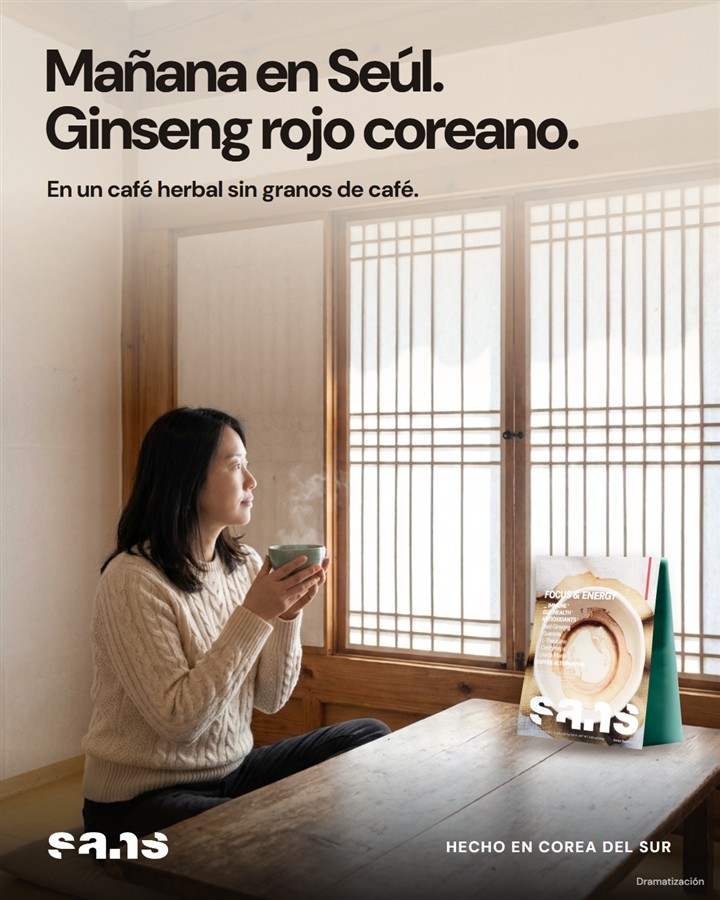 Mañana en Seúl.
Ginseng rojo coreano.
En un café herbal sin granos de café.
FOCUS & ENERGY
sans
sans
HECHO EN COREA DEL SUR
Dramatización